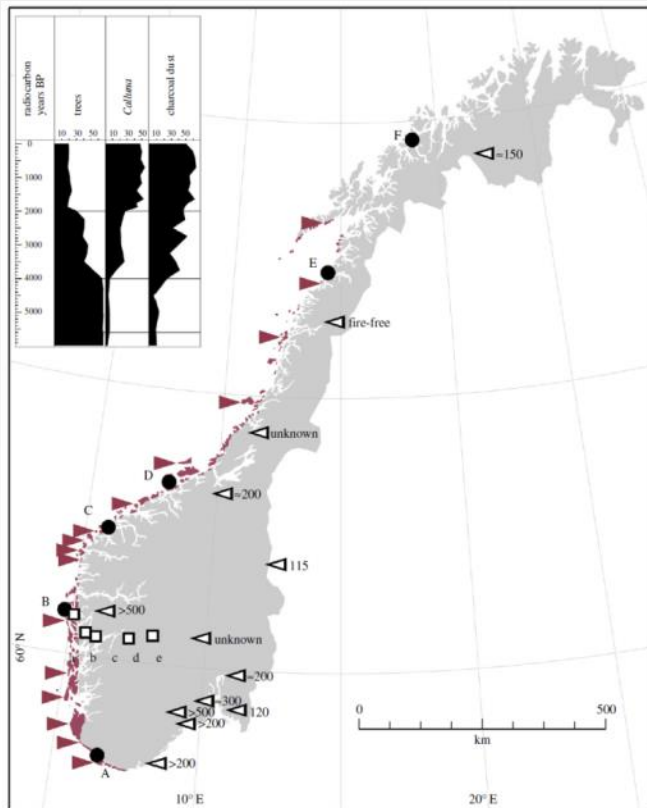 radiocarbon
years BP
trees
Calluna
charcoal dust
10 30 50
10 30 50
10 30 50
0
1000
2000
3000
4000
5000
F
≈150
E
fire-free
unknown
D
≈200
C
115
B
>500
unknown
b c d e
60° N
≈200
≈300
>500
120
>200
A
>200
0 500
km
10° E
20° E